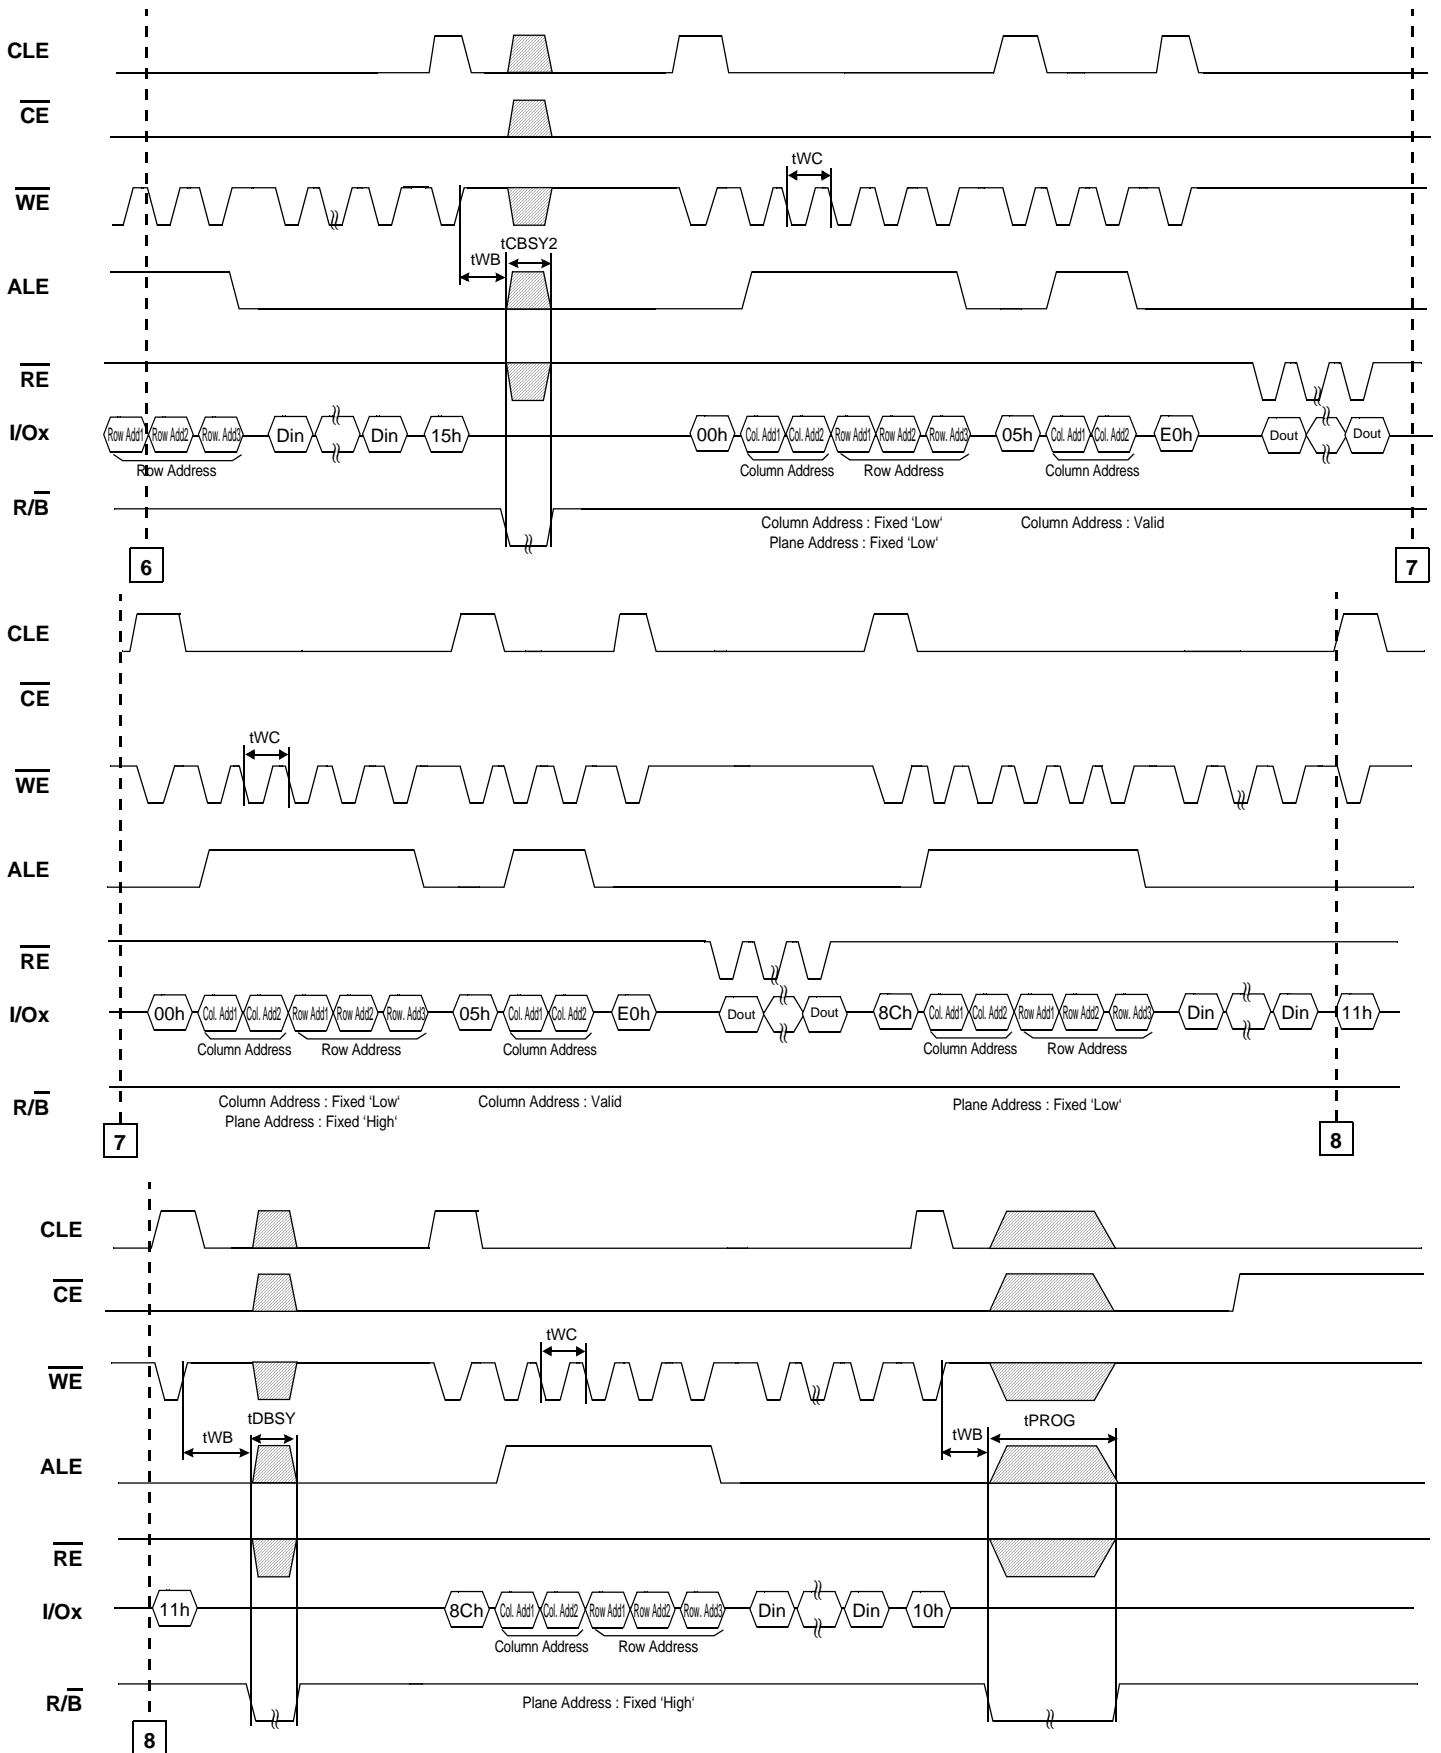 CLE
CE
tWC
WE
tCBSY2
tWB
ALE
RE
I/Ox
Row Add1 Row Add2 Row. Add3 Din Din 15h 00h Col. Add1 Col. Add2 Row Add1 Row Add2 Row. Add3 05h Col. Add1 Col. Add2 E0h Dout Dout
Row Address Column Address Row Address Column Address
R/B
Column Address : Fixed ‘Low‘ Column Address : Valid
Plane Address : Fixed ‘Low‘
6 7
CLE
CE
tWC
WE
ALE
RE
I/Ox
00h Col. Add1 Col. Add2 Row Add1 Row Add2 Row. Add3 05h Col. Add1 Col. Add2 E0h Dout Dout 8Ch Col. Add1 Col. Add2 Row Add1 Row Add2 Row. Add3 Din Din 11h
Column Address Row Address Column Address Column Address Row Address
R/B
Column Address : Fixed ‘Low‘ Column Address : Valid Plane Address : Fixed ‘Low‘
Plane Address : Fixed ‘High‘
7 8
CLE
CE
tWC
WE
tDBSY tPROG
tWB tWB
ALE
RE
I/Ox
11h 8Ch Col. Add1 Col. Add2 Row Add1 Row Add2 Row. Add3 Din Din 10h
Column Address Row Address
R/B
Plane Address : Fixed ‘High‘
8